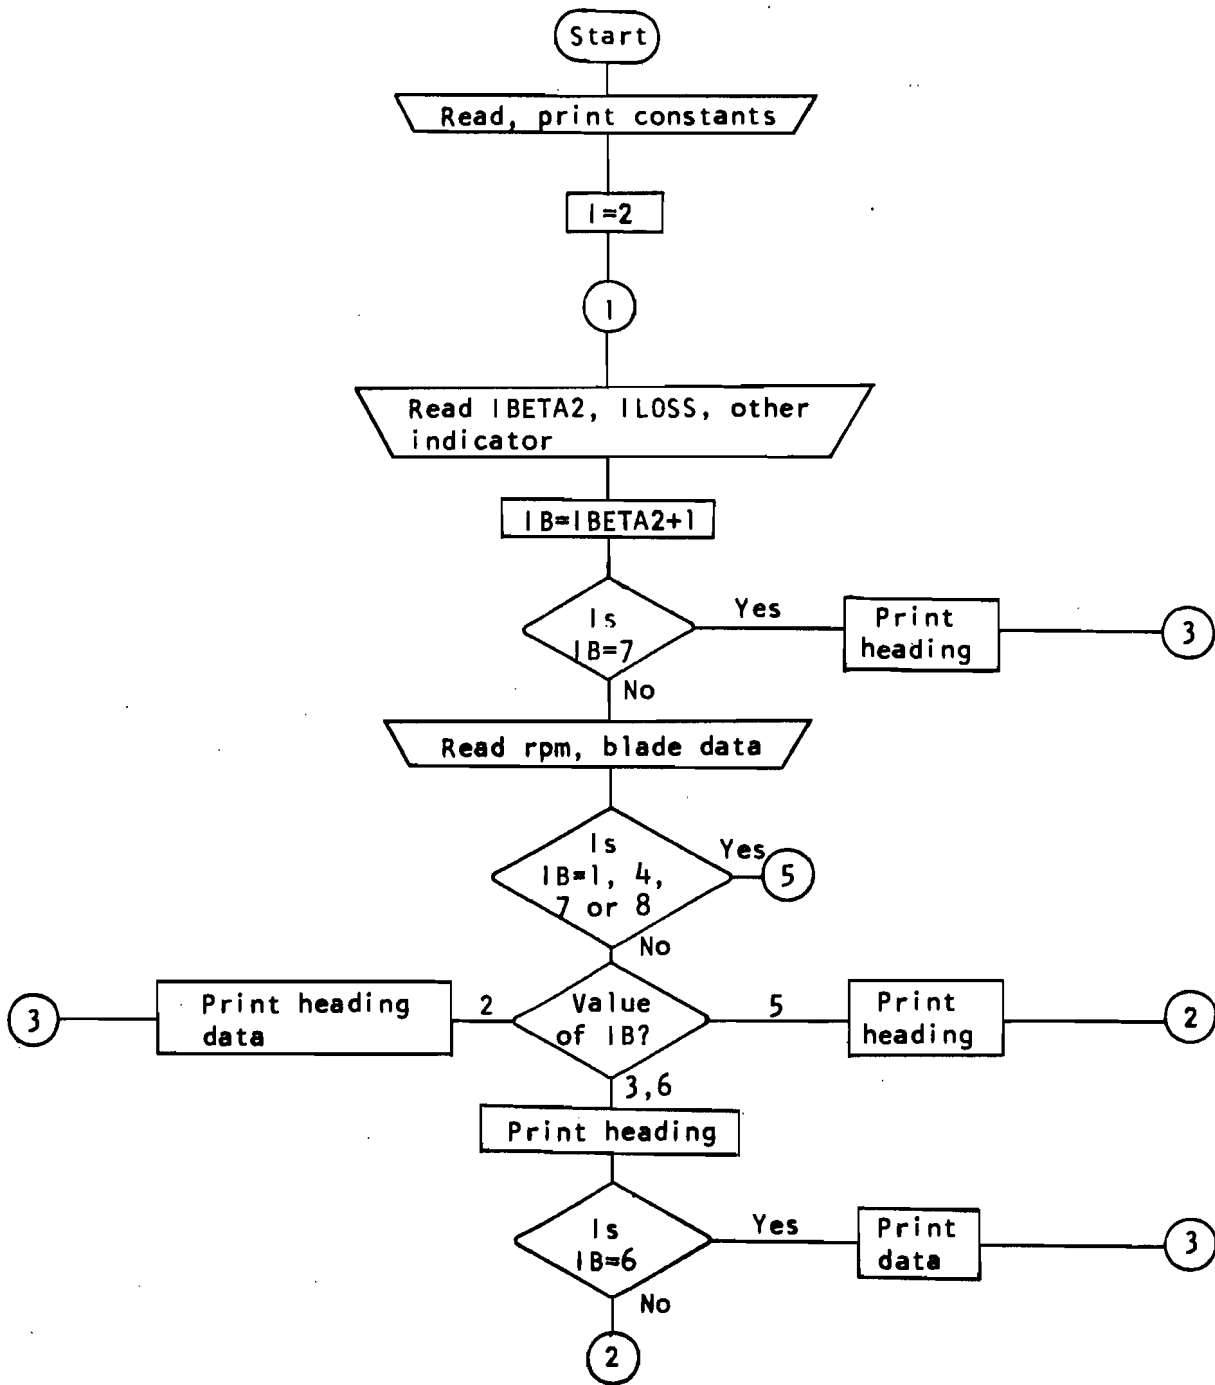 Start
Read, print constants
I=2
1
Read IBETA2, ILOSS, other
indicator
IB=IBETA2+1
Is
IB=7
Yes
Print
heading
3
No
Read rpm, blade data
Is
IB=1, 4,
7 or 8
Yes
5
No
3
Print heading
data
2
Value
of IB?
5
Print
heading
2
3,6
Print heading
Is
IB=6
Yes
Print
data
3
No
2